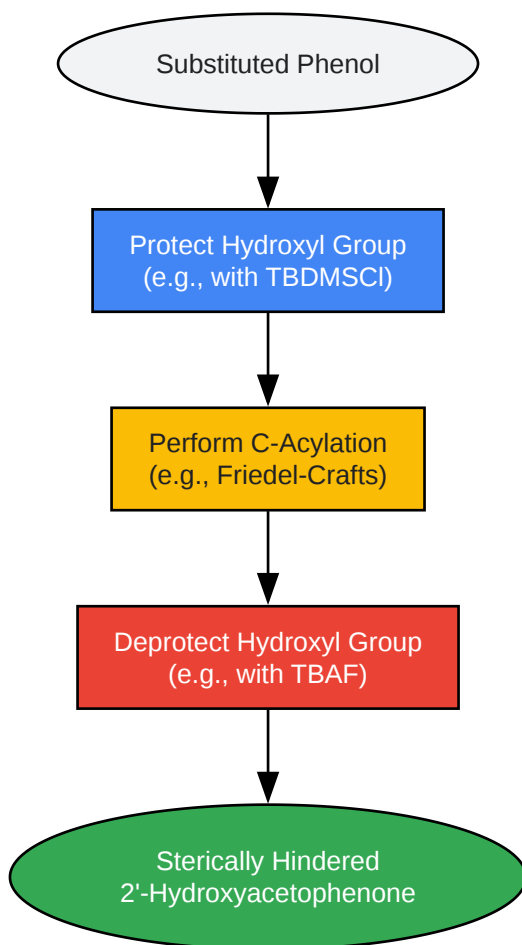 Substituted Phenol
Protect Hydroxyl Group
(e.g., with TBDMSCl)
Perform C-Acylation
(e.g., Friedel-Crafts)
Deprotect Hydroxyl Group
(e.g., with TBAF)
Sterically Hindered
2'-Hydroxyacetophenone